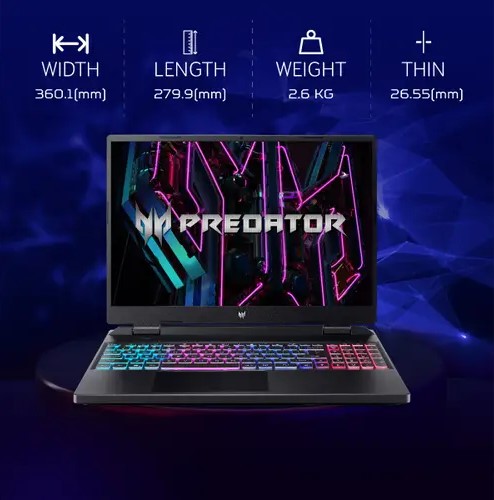 WIDTH
360.1(mm)
LENGTH
279.9(mm)
WEIGHT
2.6 KG
THIN
26.55(mm)
PREDATOR